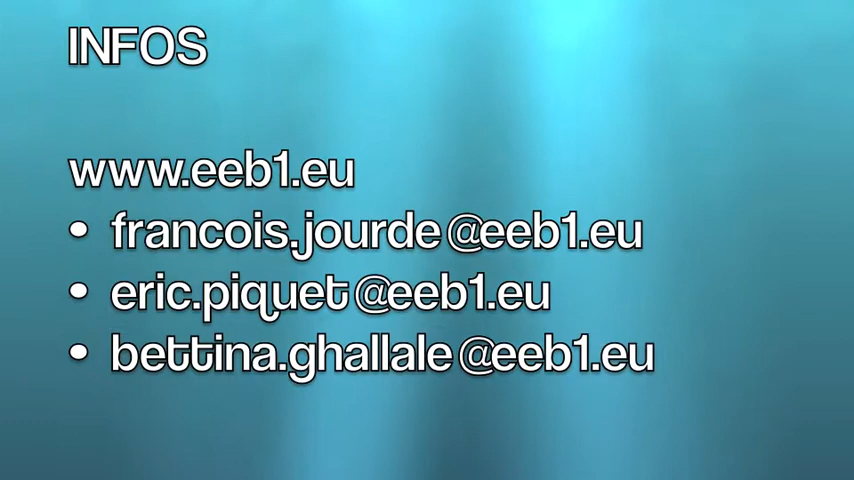 INFOS
www.eeb1.eu
• francois.jourde@eeb1.eu
• eric.piquet@eeb1.eu
• bettina.ghallale@eeb1.eu